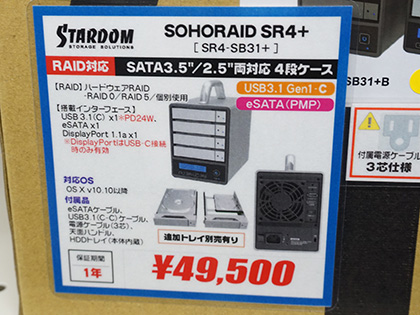 STARDOM
STORAGE SOLUTIONS
SOHORAID SR4+
[SR4-SB31+]
RAID対応
SATA3.5"/2.5"両対応 4段ケース
【RAID】ハードウェアRAID
・RAID 0/RAID 5/個別使用
【搭載インターフェース】
USB3.1(C) x1※PD24W、
eSATA x1
DisplayPort 1.1a x1
※DisplayPortはUSB-C接続
時のみ有効
USB3.1 Gen1-C
eSATA(PMP)
対応OS
OS X v10.10以降
付属品
eSATAケーブル、
USB3.1(C-C)ケーブル、
電源ケーブル(3芯)、
天面ハンドル、
HDDトレイ(本体内蔵)
追加トレイ別売有り
保証期間
1年
¥49,500
SB31+B
付属電源ケーブル
3芯仕様